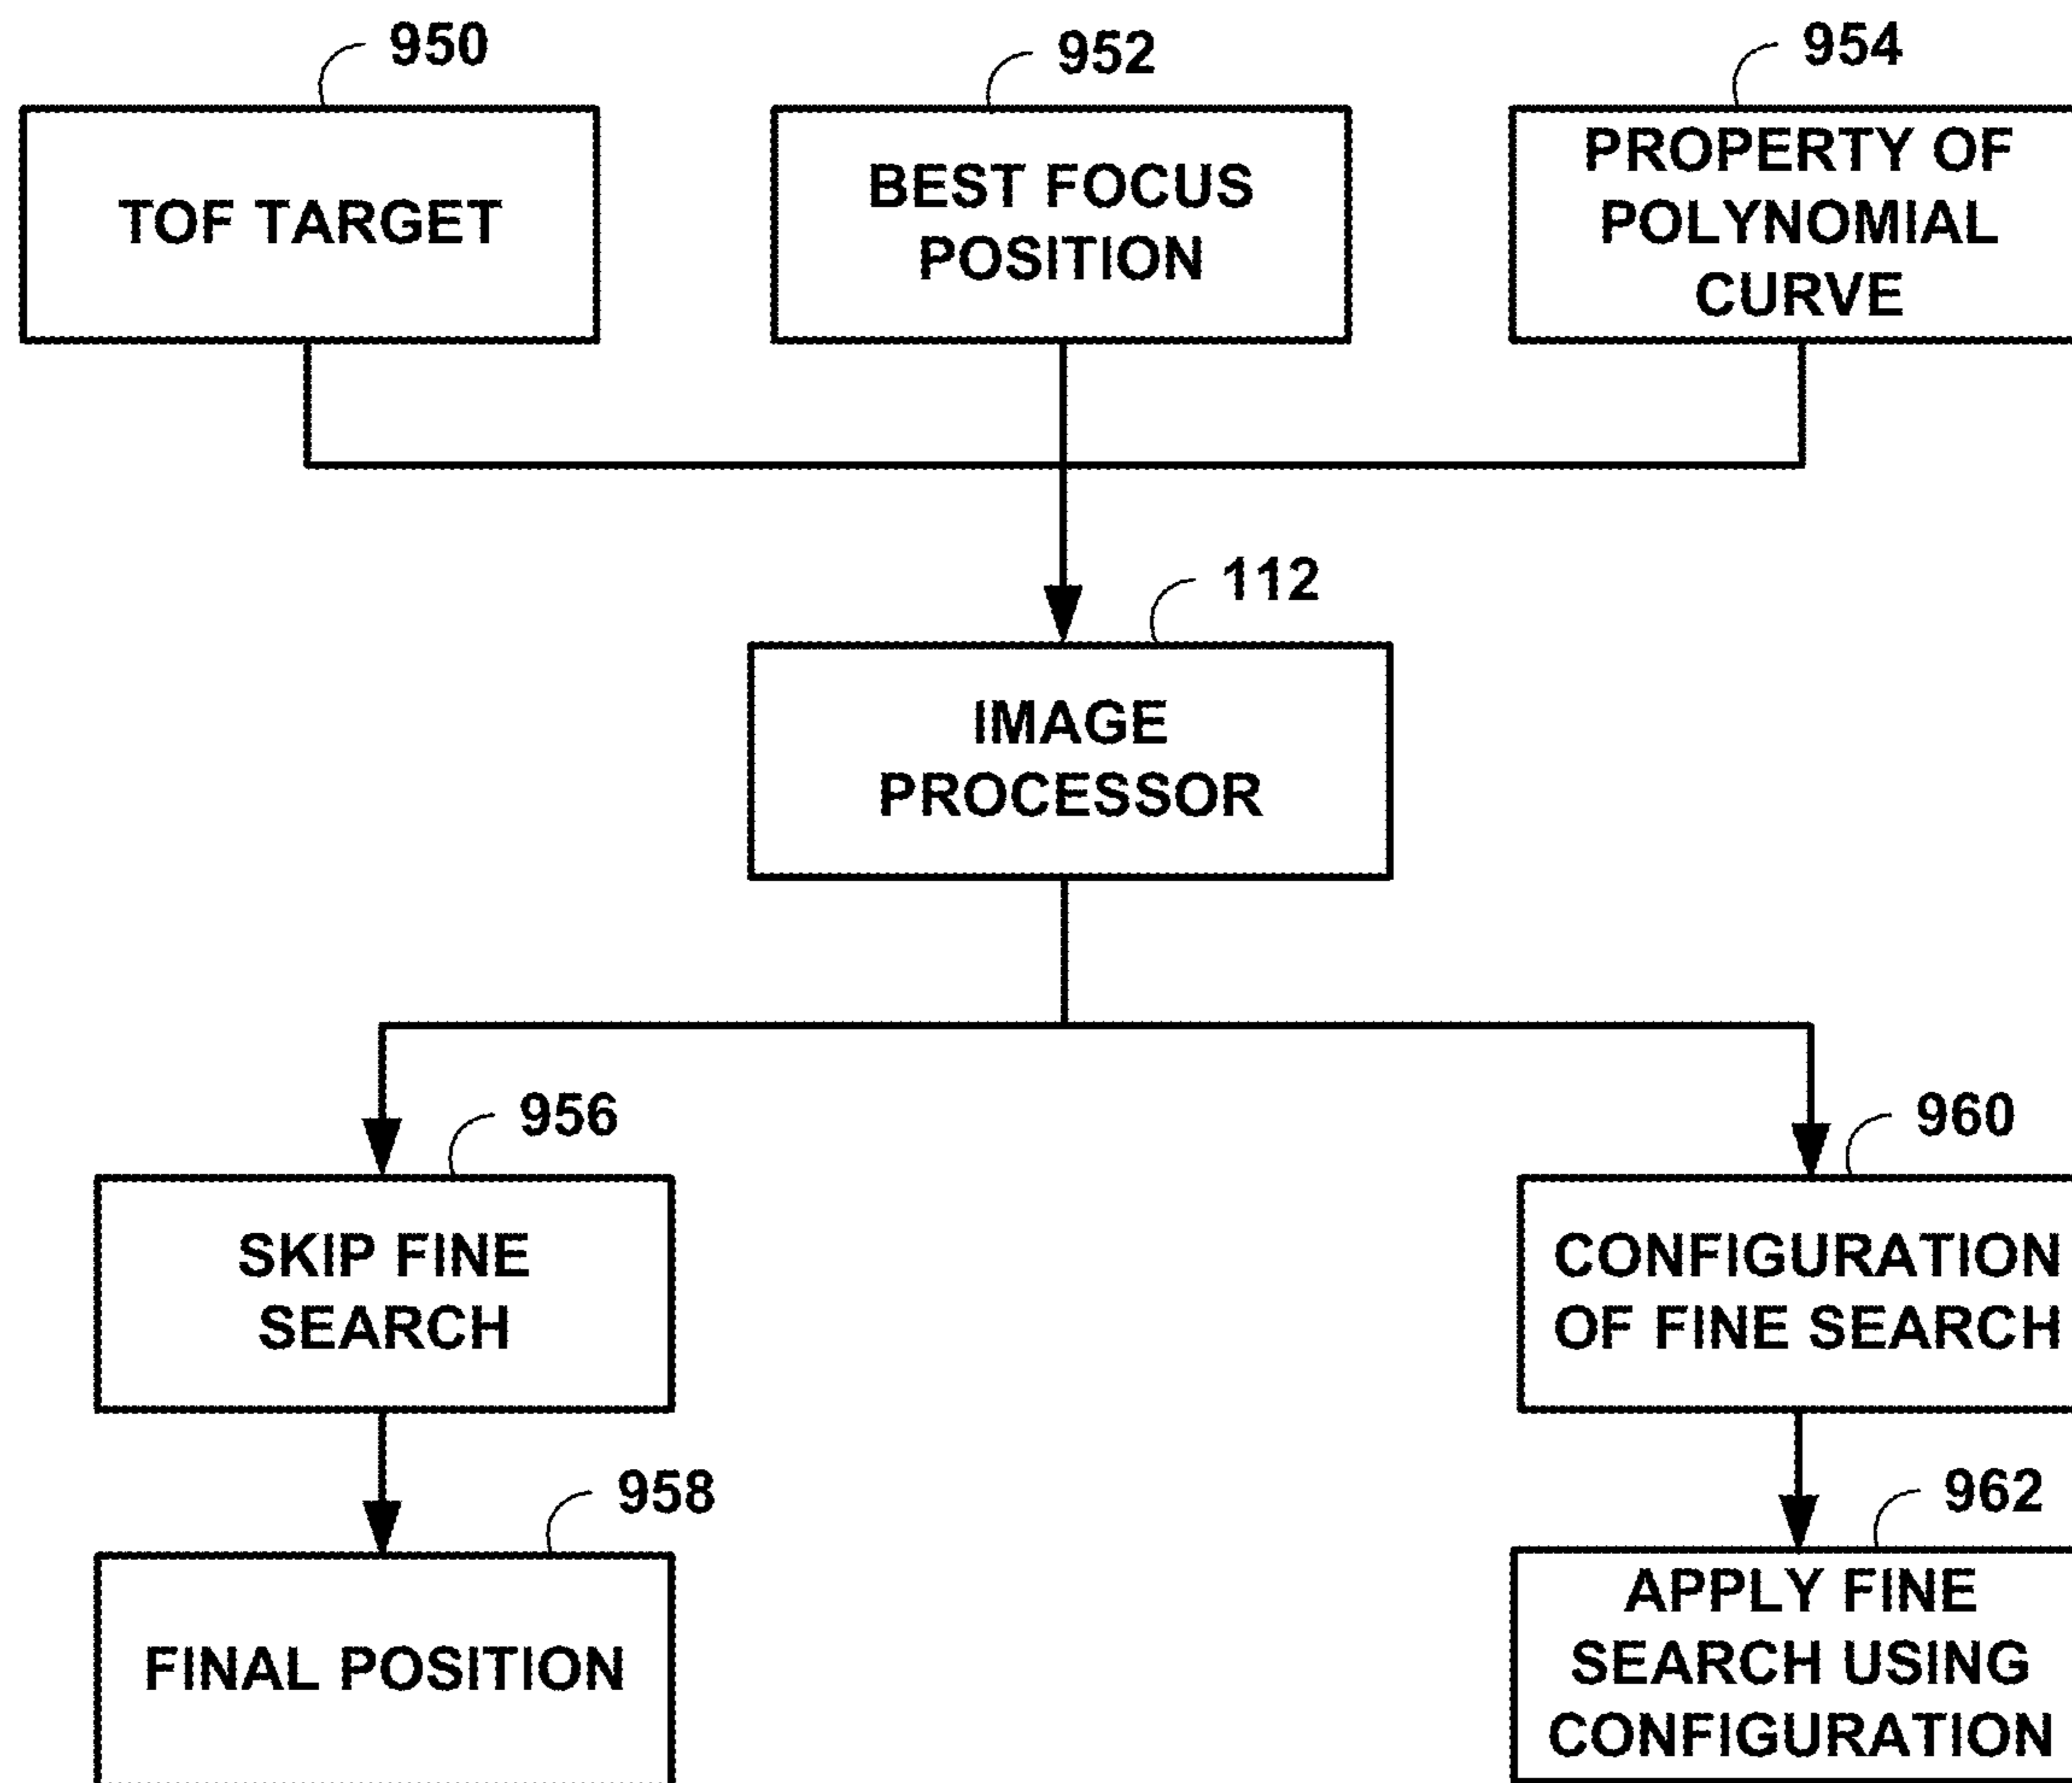 950
952
954
TOF TARGET
BEST FOCUS
POSITION
PROPERTY OF
POLYNOMIAL
CURVE
112
IMAGE
PROCESSOR
956
960
SKIP FINE
SEARCH
CONFIGURATION
OF FINE SEARCH
958
962
FINAL POSITION
APPLY FINE
SEARCH USING
CONFIGURATION